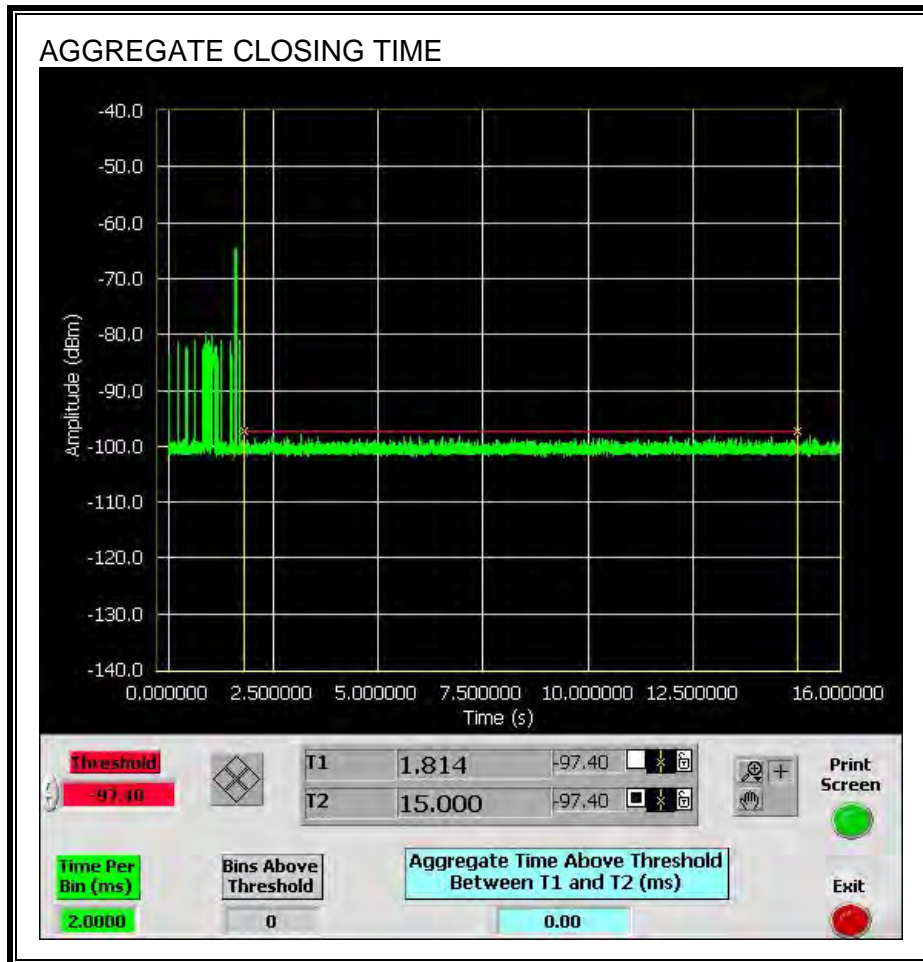 AGGREGATE CLOSING TIME
-40.0
-50.0
-60.0
-70.0
-80.0
-90.0
-100.0
-110.0
-120.0
-130.0
-140.0
Amplitude (dBm)
0.000000 2.500000 5.000000 7.500000 10.000000 12.500000 16.000000
Time (s)
Threshold
-97.40
T1 1.814 -97.40
T2 15.000 -97.40
Print
Screen
Time Per
Bin (ms)
2.0000
Bins Above
Threshold
0
Aggregate Time Above Threshold
Between T1 and T2 (ms)
0.00
Exit